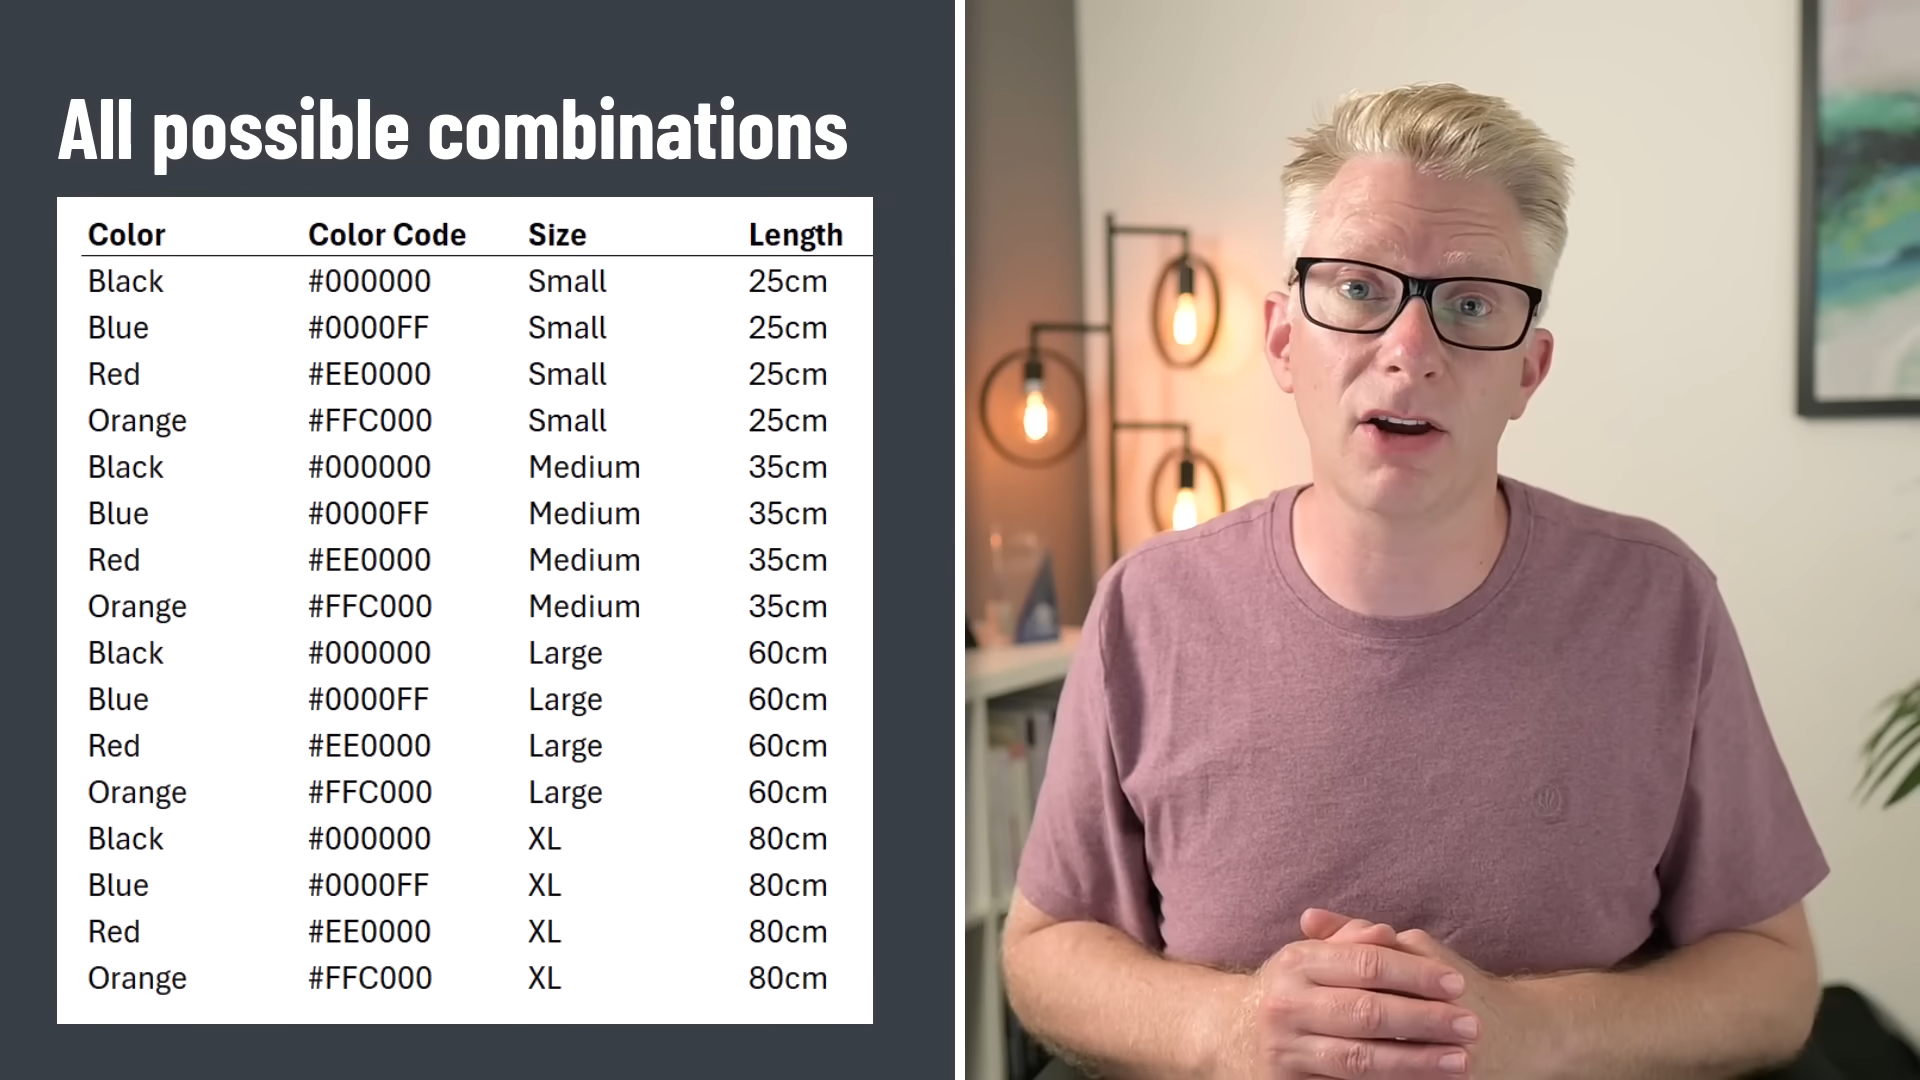 All possible combinations
Color Color Code Size Length
Black #000000 Small 25cm
Blue #0000FF Small 25cm
Red #EE0000 Small 25cm
Orange #FFC000 Small 25cm
Black #000000 Medium 35cm
Blue #0000FF Medium 35cm
Red #EE0000 Medium 35cm
Orange #FFC000 Medium 35cm
Black #000000 Large 60cm
Blue #0000FF Large 60cm
Red #EE0000 Large 60cm
Orange #FFC000 Large 60cm
Black #000000 XL 80cm
Blue #0000FF XL 80cm
Red #EE0000 XL 80cm
Orange #FFC000 XL 80cm